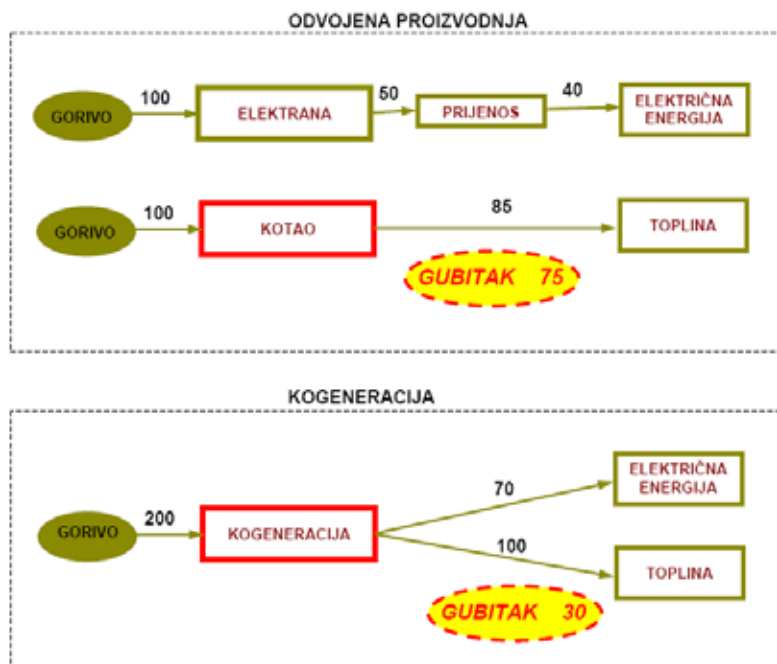 ODVOJENA PROIZVODNJA
GORIVO
100
ELEKTRANA
50
PRIJENOS
40
ELEKTRIČNA
ENERGIJA
GORIVO
100
KOTAO
85
TOPLINA
GUBITAK 75
KOGENERACIJA
GORIVO
200
KOGENERACIJA
70
ELEKTRIČNA
ENERGIJA
100
TOPLINA
GUBITAK 30